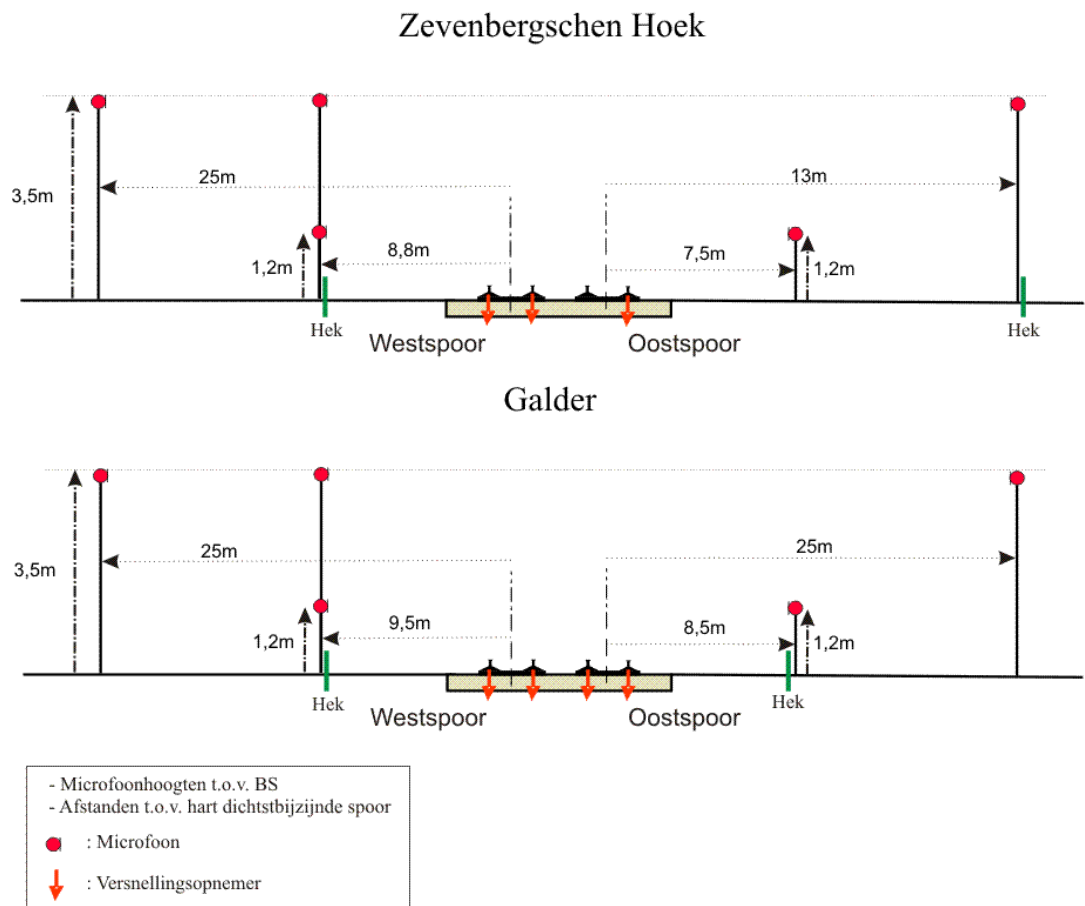 Zevenbergschen Hoek
25m
13m
3,5m
8,8m
7,5m
1,2m
1,2m
Hek
Westspoor
Oostspoor
Hek
Galder
25m
25m
3,5m
9,5m
8,5m
1,2m
1,2m
Hek
Westspoor
Oostspoor
Hek
- Microfoonhoogten t.o.v. BS
- Afstanden t.o.v. hart dichtstbijzijnde spoor
: Microfoon
: Versnellingsopnemer